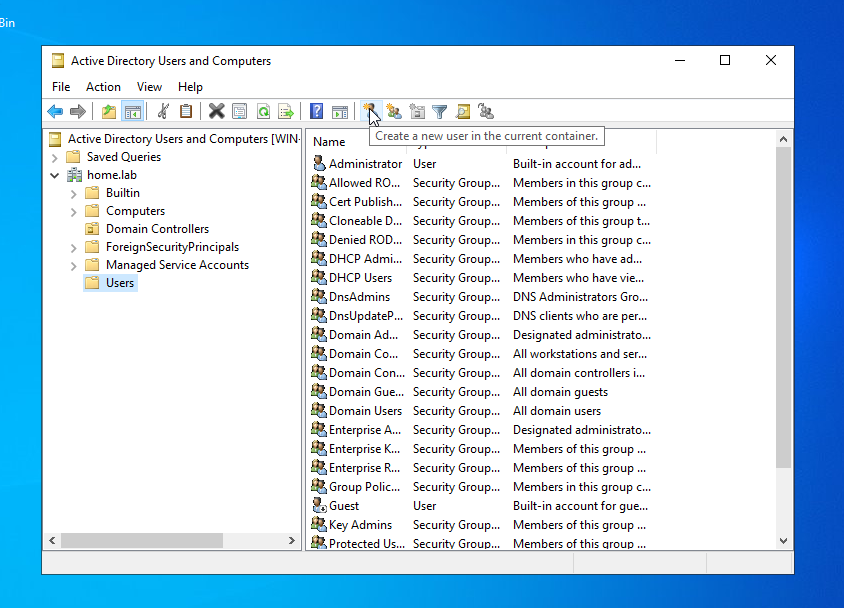 Bin
Active Directory Users and Computers
File Action View Help
Create a new user in the current container.
Active Directory Users and Computers [WIN-
Saved Queries
home.lab
Builtin
Computers
Domain Controllers
ForeignSecurityPrincipals
Managed Service Accounts
Users
Name
Administrator User Built-in account for ad...
Allowed RO... Security Group... Members in this group c...
Cert Publish... Security Group... Members of this group ...
Cloneable D... Security Group... Members of this group t...
Denied ROD... Security Group... Members in this group c...
DHCP Admi... Security Group... Members who have ad...
DHCP Users Security Group... Members who have vie...
DnsAdmins Security Group... DNS Administrators Gro...
DnsUpdateP... Security Group... DNS clients who are per...
Domain Ad... Security Group... Designated administrato...
Domain Co... Security Group... All workstations and ser...
Domain Con... Security Group... All domain controllers i...
Domain Gue... Security Group... All domain guests
Domain Users Security Group... All domain users
Enterprise A... Security Group... Designated administrato...
Enterprise K... Security Group... Members of this group ...
Enterprise R... Security Group... Members of this group ...
Group Polic... Security Group... Members in this group c...
Guest User Built-in account for gue...
Key Admins Security Group... Members of this group ...
Protected Us... Security Group... Members of this group ...